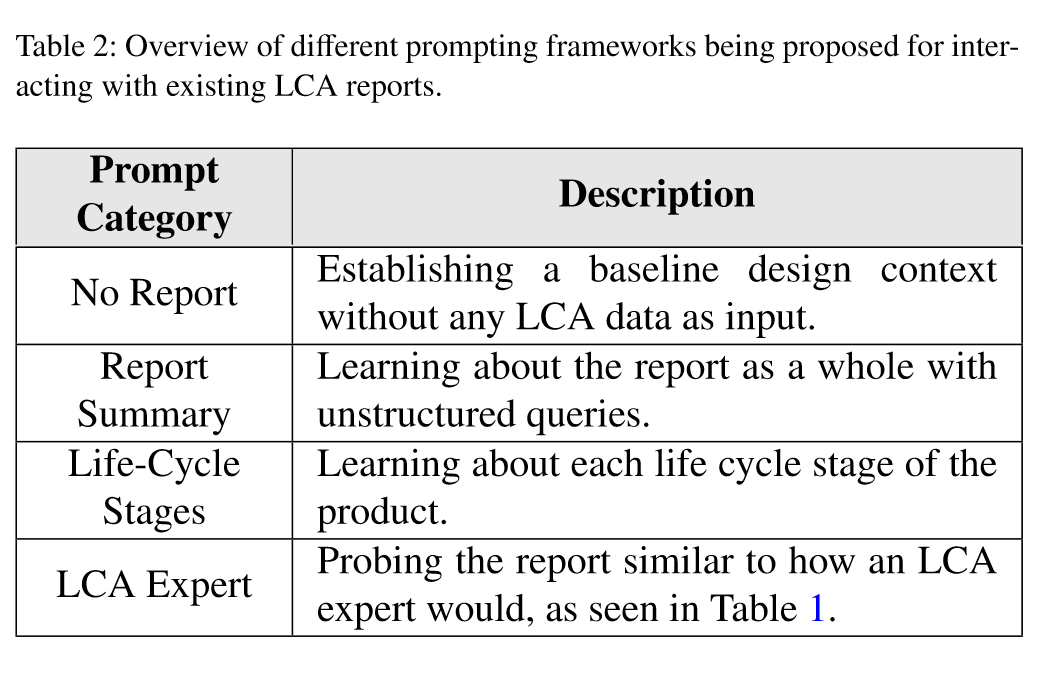 Table 2: Overview of different prompting frameworks being proposed for inter-
acting with existing LCA reports.
Prompt
Category
Description
No Report
Establishing a baseline design context
without any LCA data as input.
Report
Summary
Learning about the report as a whole with
unstructured queries.
Life-Cycle
Stages
Learning about each life cycle stage of the
product.
LCA Expert
Probing the report similar to how an LCA
expert would, as seen in Table 1.